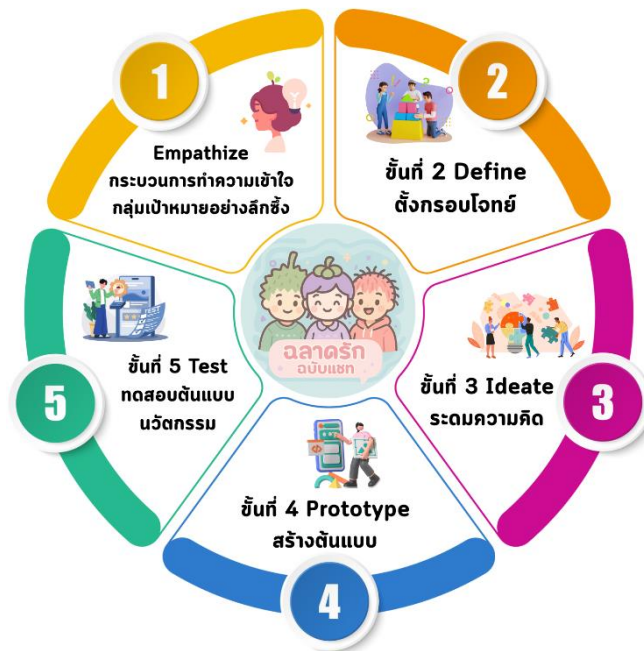 1
Empathize
กระบวนการทำความเข้าใจ
กลุ่มเป้าหมายอย่างลึกซึ้ง
2
ขั้นที่ 2 Define
ตั้งกรอบโจทย์
3
ขั้นที่ 3 Ideate
ระดมความคิด
4
ขั้นที่ 4 Prototype
สร้างต้นแบบ
5
TEST
ขั้นที่ 5 Test
ทดสอบต้นแบบ
นวัตกรรม
ฉลาดรัก
ฉบับแชท